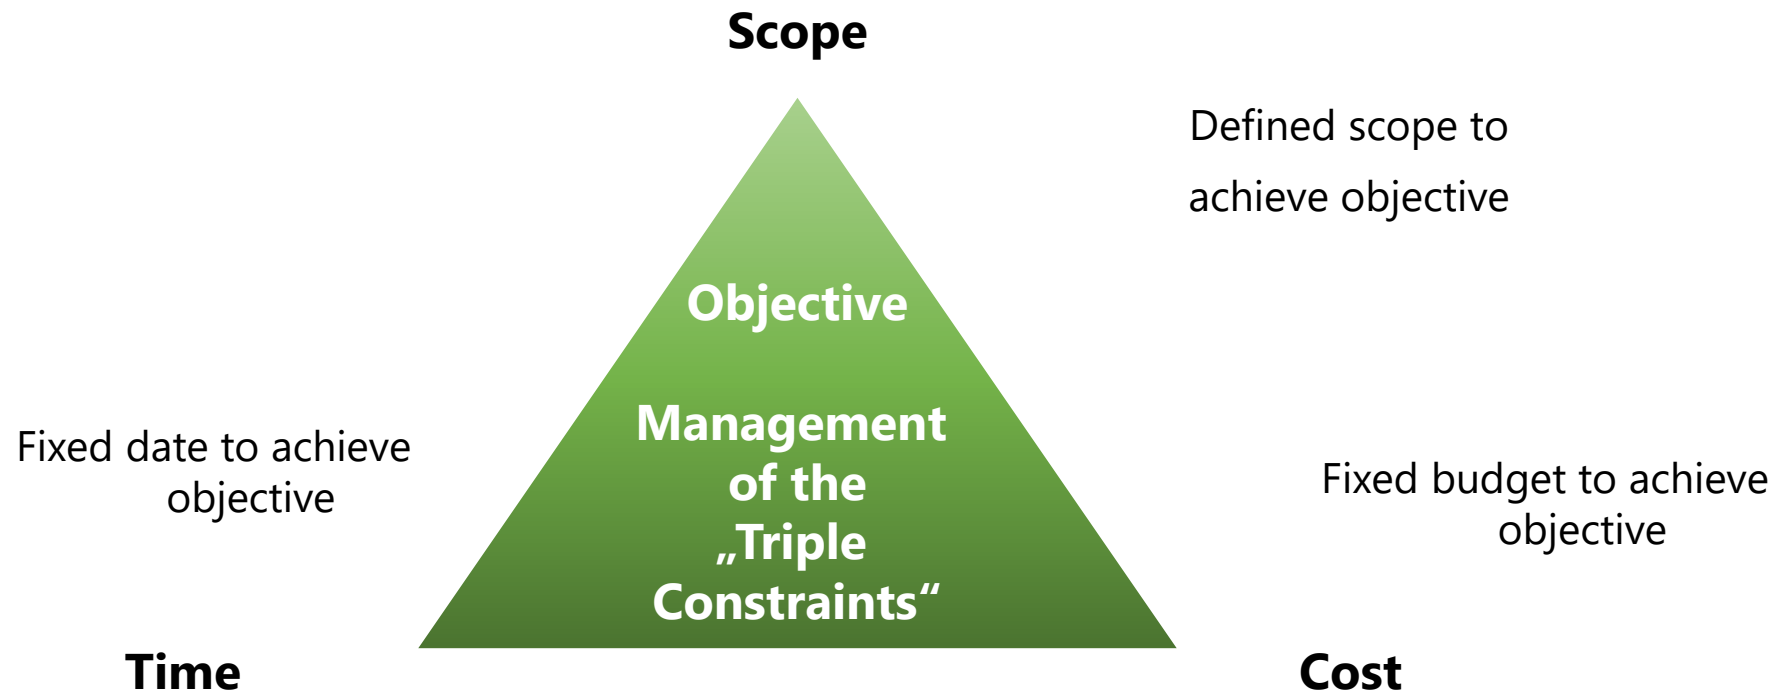 Scope
Defined scope to
achieve objective
Objective
Management
of the
„Triple
Constraints“
Fixed date to achieve
objective
Fixed budget to achieve
objective
Time
Cost